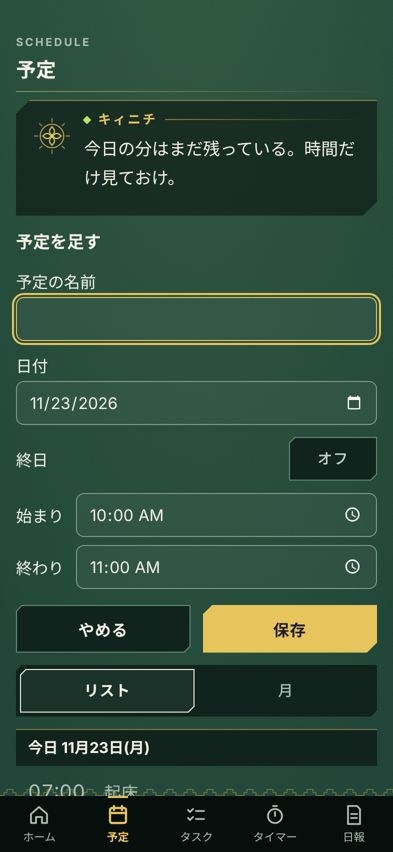 SCHEDULE
予定
キィニチ
今日の分はまだ残っている。時間だ
け見ておけ。
予定を足す
予定の名前
日付
11/23/2026
終日
オフ
始まり
10:00 AM
終わり
11:00 AM
やめる
保存
リスト
月
今日 11月23日(月)
07:00 起床
ホーム
予定
タスク
タイマー
日報